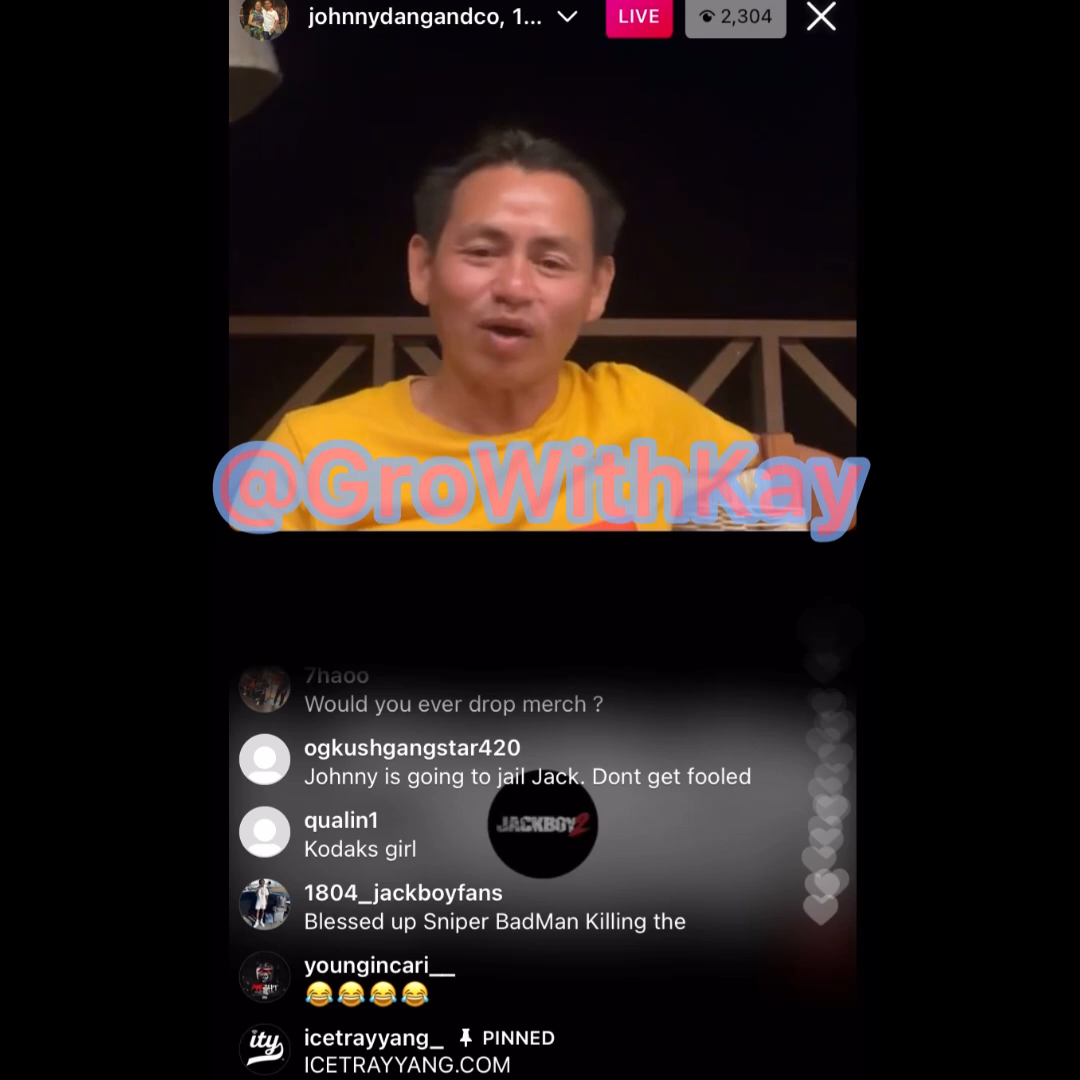 johnnydangandco, 1...
LIVE
2,304
@GroWithKay
7haoo
Would you ever drop merch ?
ogkushgangstar420
Johnny is going to jail Jack. Dont get fooled
JACKBOY2
qualin1
Kodaks girl
1804_jackboyfans
Blessed up Sniper BadMan Killing the
youngincari__
😂😂😂😂
ity
icetrayyang_ PINNED
ICETRAYYANG.COM